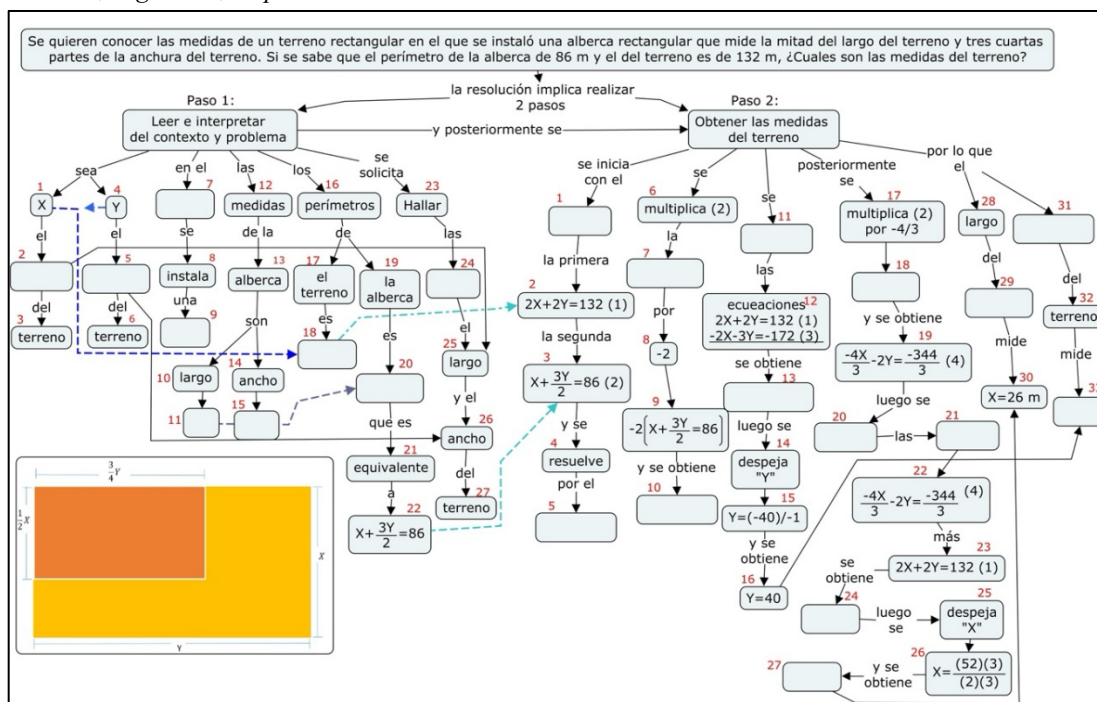 Se quieren conocer las medidas de un terreno rectangular en el que se instaló una alberca rectangular que mide la mitad del largo del terreno y tres cuartas
partes de la anchura del terreno. Si se sabe que el perímetro de la alberca de 86 m y el del terreno es de 132 m, ¿Cuales son las medidas del terreno?
la resolución implica realizar
2 pasos
Paso 1:
Leer e interpretar
del contexto y problema
y posteriormente se
Paso 2:
Obtener las medidas
del terreno
sea
1
X
4
Y
el
2
del
3
terreno
el
5
del
6
terreno
en el
7
se
8
instala
una
9
las
12
medidas
de la
13
alberca
son
10
largo
11
14
ancho
15
los
16
perímetros
de
17
el
terreno
es
18
19
la
alberca
es
20
que es
21
equivalente
a
22
X+3Y/2=86
se
solicita
23
Hallar
las
24
el
25
largo
y el
26
ancho
del
27
terreno
se inicia
con el
1
la primera
2
2X+2Y=132 (1)
la segunda
3
X+3Y/2=86 (2)
y se
4
resuelve
por el
5
se
6
multiplica (2)
la
7
por
8
-2
9
-2(X+3Y/2=86)
y se obtiene
10
se
11
las
ecueaciones 12
2X+2Y=132 (1)
-2X-3Y=-172 (3)
se obtiene
13
luego se
14
despeja
"Y"
15
Y=(-40)/-1
y se
obtiene
16
Y=40
posteriormente
se
17
multiplica (2)
por -4/3
18
y se obtiene
19
-4X/3-2Y=-344/3 (4)
luego se
20
las
21
22
-4X/3-2Y=-344/3 (4)
más
23
2X+2Y=132 (1)
se
obtiene
24
luego
se
25
despeja
"X"
26
X=(52)(3)/(2)(3)
y se
obtiene
27
por lo que
el
28
largo
del
29
mide
30
X=26 m
31
del
32
terreno
mide
33
3/4Y
1/2X
X
Y